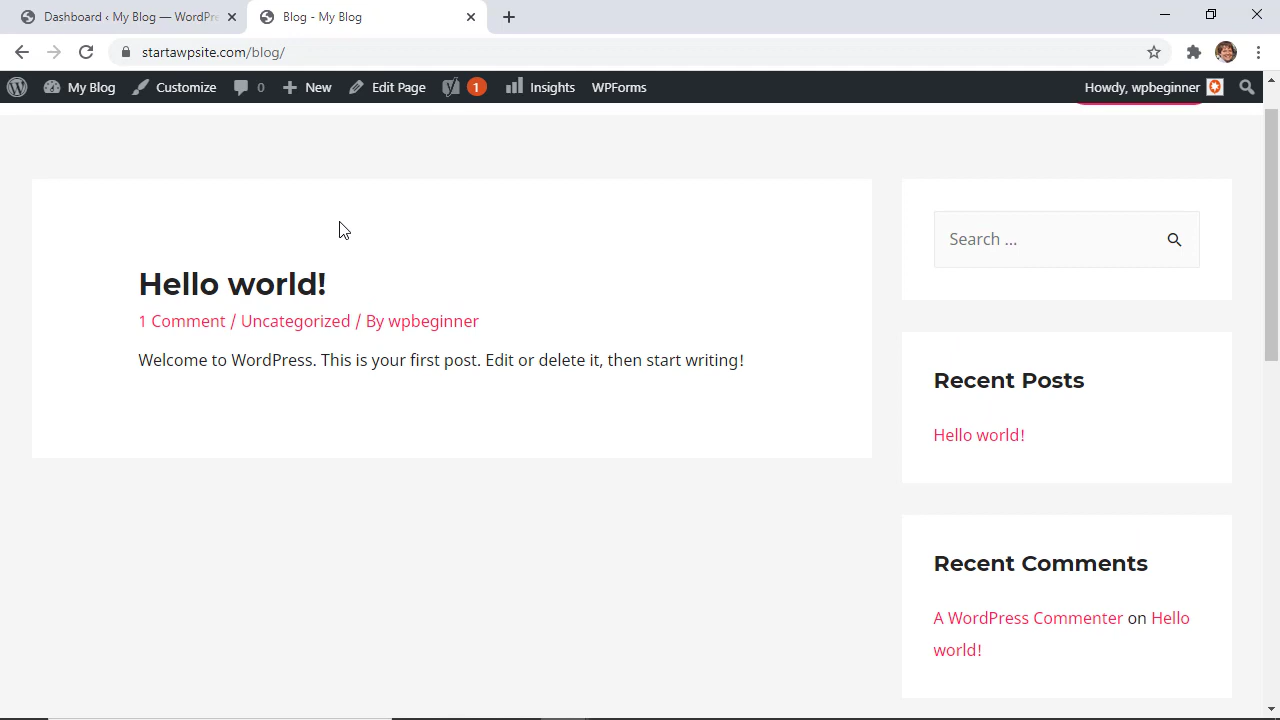 Dashboard ‹ My Blog — WordPre
Blog - My Blog
startawpsite.com/blog/
My Blog
Customize
0
New
Edit Page
1
Insights
WPForms
Howdy, wpbeginner
Hello world!
1 Comment / Uncategorized / By wpbeginner
Welcome to WordPress. This is your first post. Edit or delete it, then start writing!
Search ...
Recent Posts
Hello world!
Recent Comments
A WordPress Commenter on Hello
world!